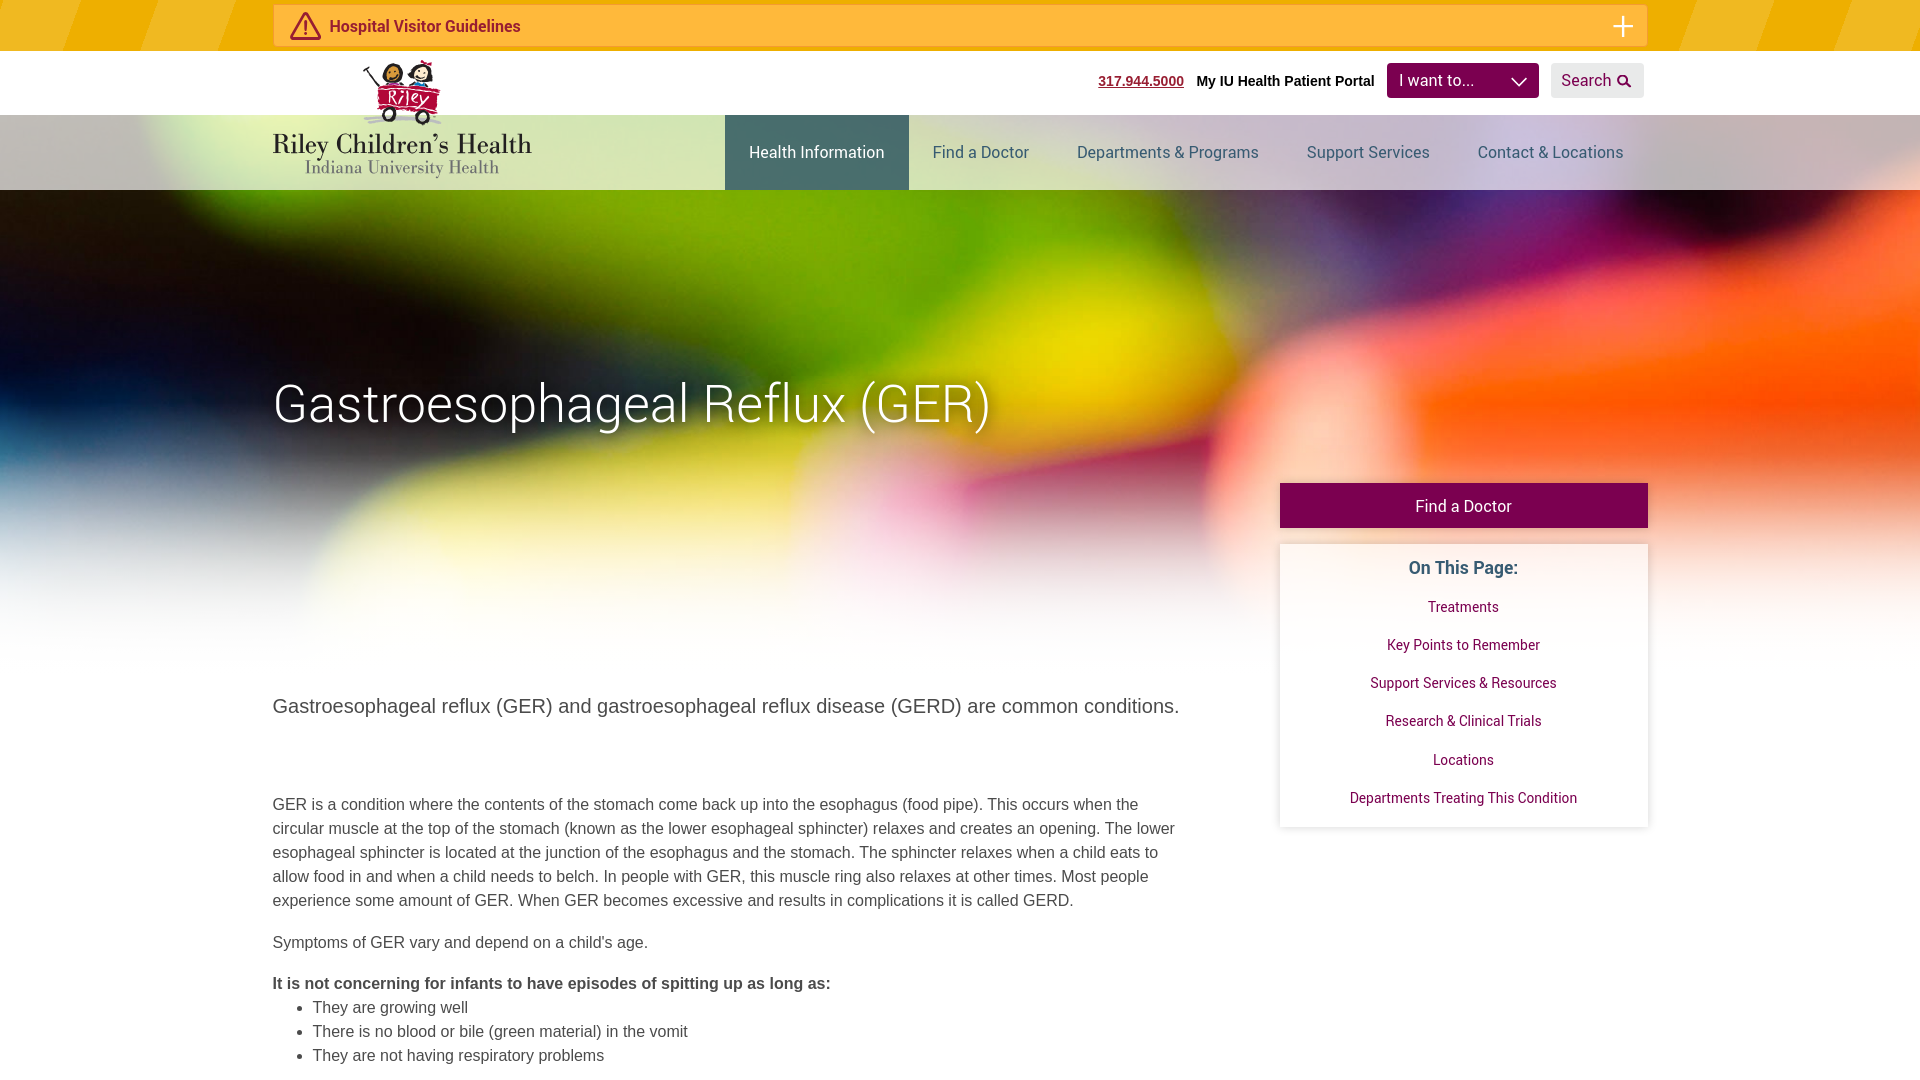 Hospital Visitor Guidelines
317.944.5000 My IU Health Patient Portal I want to... Search
Riley
Riley Children's Health
Indiana University Health
Health Information Find a Doctor Departments & Programs Support Services Contact & Locations
Gastroesophageal Reflux (GER)
Find a Doctor
On This Page:
Treatments
Key Points to Remember
Support Services & Resources
Research & Clinical Trials
Locations
Departments Treating This Condition
Gastroesophageal reflux (GER) and gastroesophageal reflux disease (GERD) are common conditions.
GER is a condition where the contents of the stomach come back up into the esophagus (food pipe). This occurs when the
circular muscle at the top of the stomach (known as the lower esophageal sphincter) relaxes and creates an opening. The lower
esophageal sphincter is located at the junction of the esophagus and the stomach. The sphincter relaxes when a child eats to
allow food in and when a child needs to belch. In people with GER, this muscle ring also relaxes at other times. Most people
experience some amount of GER. When GER becomes excessive and results in complications it is called GERD.
Symptoms of GER vary and depend on a child's age.
It is not concerning for infants to have episodes of spitting up as long as:
• They are growing well
• There is no blood or bile (green material) in the vomit
• They are not having respiratory problems